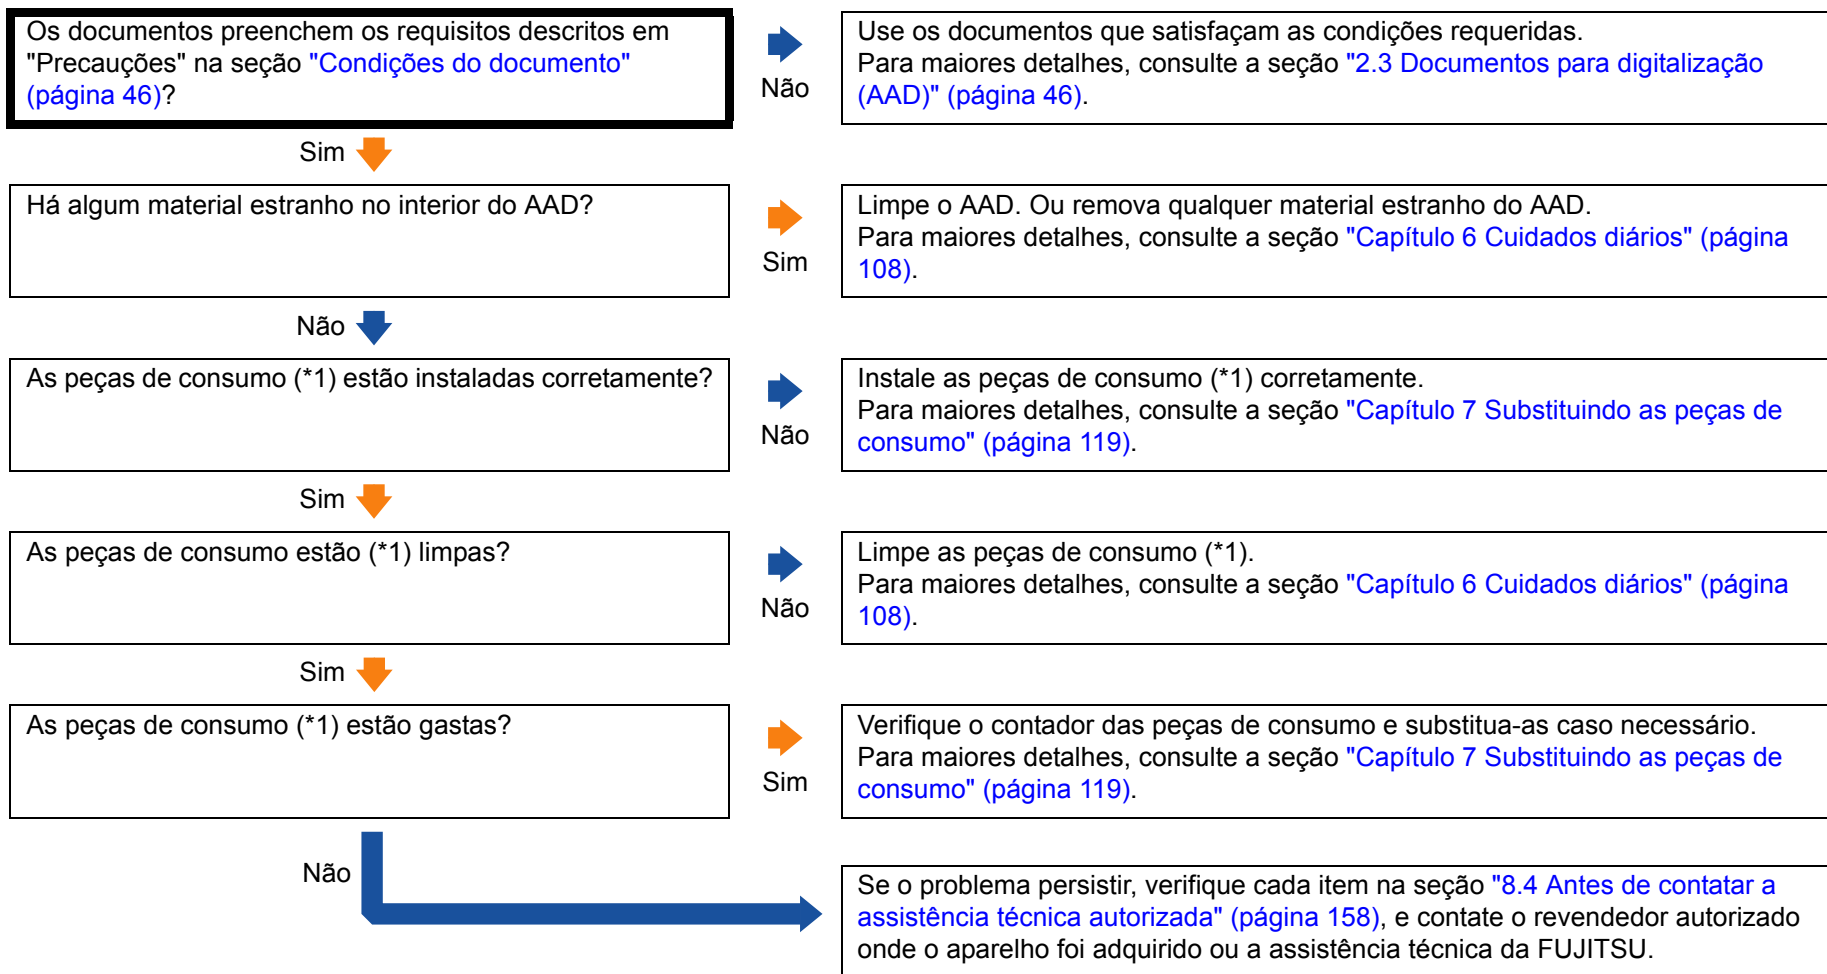 Os documentos preenchem os requisitos descritos em
"Precauções" na seção "Condições do documento"
(página 46)?
Não
Use os documentos que satisfaçam as condições requeridas.
Para maiores detalhes, consulte a seção "2.3 Documentos para digitalização
(AAD)" (página 46).
Sim
Há algum material estranho no interior do AAD?
Sim
Limpe o AAD. Ou remova qualquer material estranho do AAD.
Para maiores detalhes, consulte a seção "Capítulo 6 Cuidados diários" (página
108).
Não
As peças de consumo (*1) estão instaladas corretamente?
Não
Instale as peças de consumo (*1) corretamente.
Para maiores detalhes, consulte a seção "Capítulo 7 Substituindo as peças de
consumo" (página 119).
Sim
As peças de consumo estão (*1) limpas?
Não
Limpe as peças de consumo (*1).
Para maiores detalhes, consulte a seção "Capítulo 6 Cuidados diários" (página
108).
Sim
As peças de consumo (*1) estão gastas?
Sim
Verifique o contador das peças de consumo e substitua-as caso necessário.
Para maiores detalhes, consulte a seção "Capítulo 7 Substituindo as peças de
consumo" (página 119).
Não
Se o problema persistir, verifique cada item na seção "8.4 Antes de contatar a
assistência técnica autorizada" (página 158), e contate o revendedor autorizado
onde o aparelho foi adquirido ou a assistência técnica da FUJITSU.